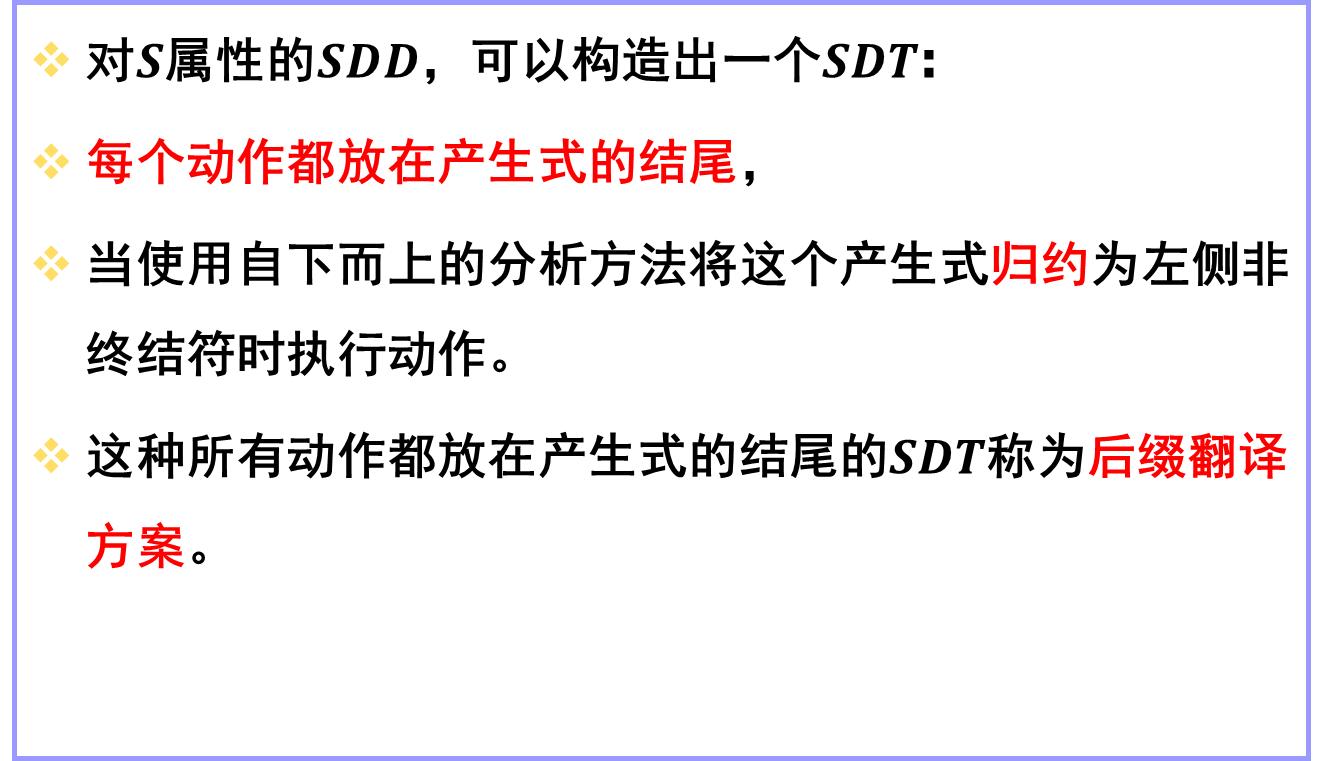 对S属性的SDD，可以构造出一个SDT：
每个动作都放在产生式的结尾，
当使用自下而上的分析方法将这个产生式归约为左侧非
终结符时执行动作。
这种所有动作都放在产生式的结尾的SDT称为后缀翻译
方案。